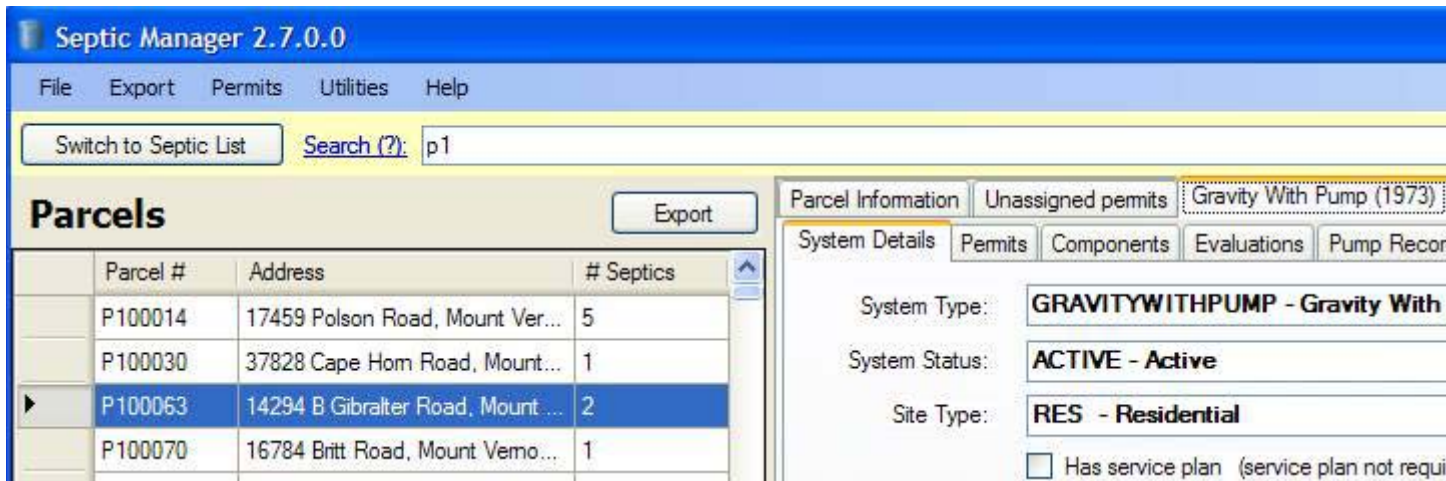 Septic Manager 2.7.0.0
File Export Permits Utilities Help
Switch to Septic List Search (?): p1
Parcels Export
Parcel # Address # Septics
P100014 17459 Polson Road, Mount Ver... 5
P100030 37828 Cape Horn Road, Mount... 1
P100063 14294 B Gibralter Road, Mount ... 2
P100070 16784 Britt Road, Mount Verno... 1
Parcel Information Unassigned permits Gravity With Pump (1973)
System Details Permits Components Evaluations Pump Recor
System Type: GRAVITYWITHPUMP - Gravity With
System Status: ACTIVE - Active
Site Type: RES - Residential
Has service plan (service plan not requi